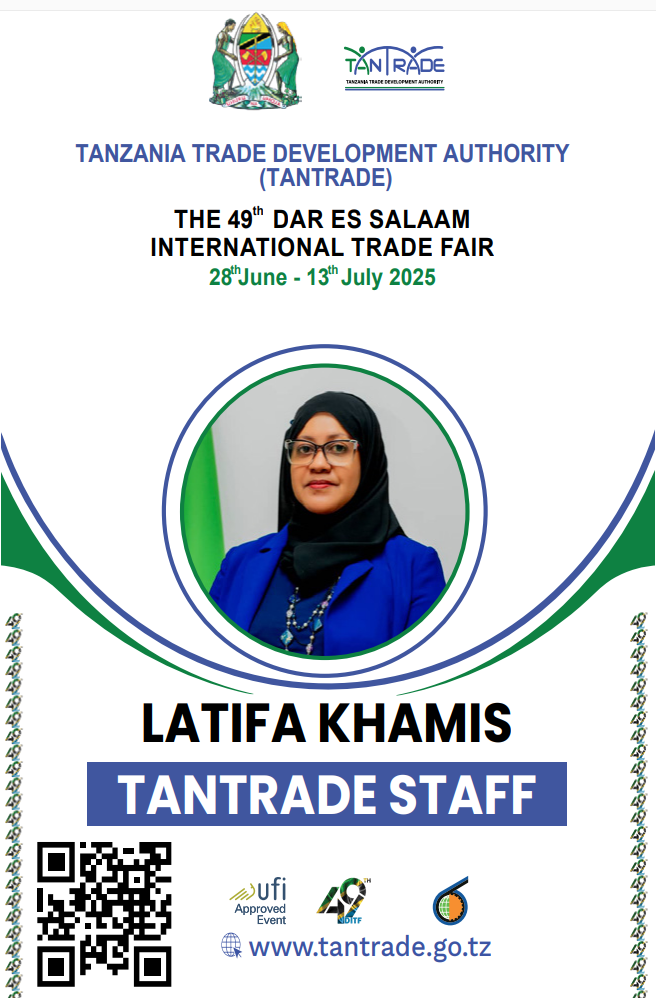 TANTRADE
TANZANIA TRADE DEVELOPMENT AUTHORITY
TANZANIA TRADE DEVELOPMENT AUTHORITY
(TANTRADE)
THE 49th DAR ES SALAAM
INTERNATIONAL TRADE FAIR
28th June - 13th July 2025
LATIFA KHAMIS
TANTRADE STAFF
ufi
Approved
Event
49TH
DITF
www.tantrade.go.tz